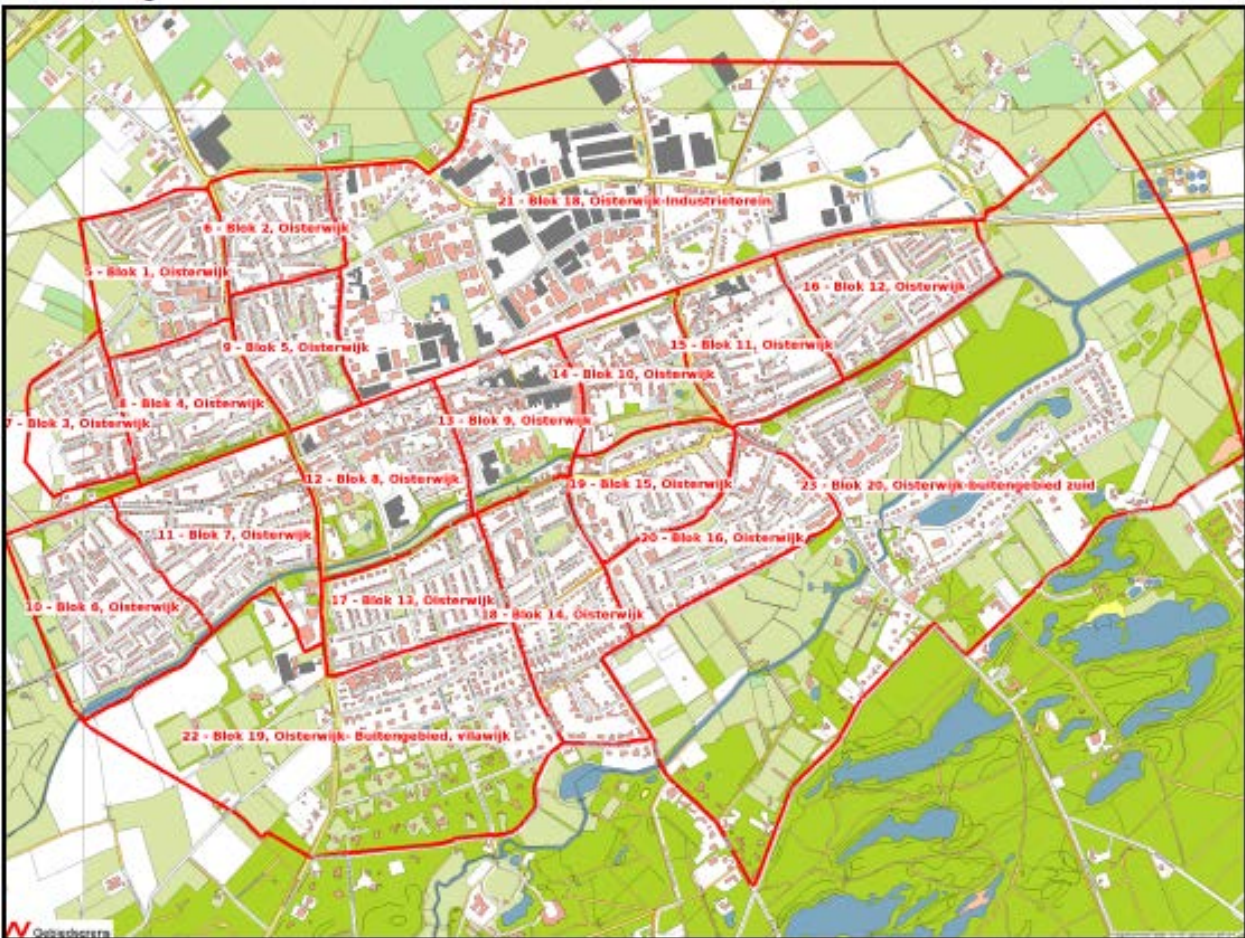 21 - Blok 18, Oisterwijk-Industrieterein
6 - Blok 2, Oisterwijk
5 - Blok 1, Oisterwijk
16 - Blok 12, Oisterwijk
9 - Blok 5, Oisterwijk
15 - Blok 11, Oisterwijk
14 - Blok 10, Oisterwijk
8 - Blok 4, Oisterwijk
7 - Blok 3, Oisterwijk
13 - Blok 9, Oisterwijk
12 - Blok 8, Oisterwijk
19 - Blok 15, Oisterwijk
23 - Blok 20, Oisterwijk-buitengebied zuid
11 - Blok 7, Oisterwijk
20 - Blok 16, Oisterwijk
17 - Blok 13, Oisterwijk
10 - Blok 6, Oisterwijk
18 - Blok 14, Oisterwijk
22 - Blok 19, Oisterwijk- Buitengebied, vilawijk
Gebiedsgrens